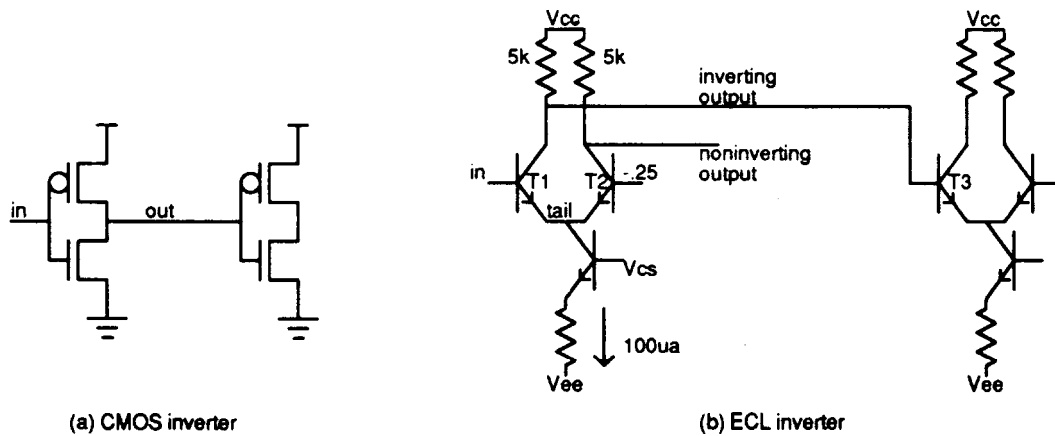 Vcc
Vcc
5k
5k
inverting
output
in
T1
T2
-.25
noninverting
output
T3
in
out
tail
Vcs
100ua
Vee
Vee
(a) CMOS inverter
(b) ECL inverter